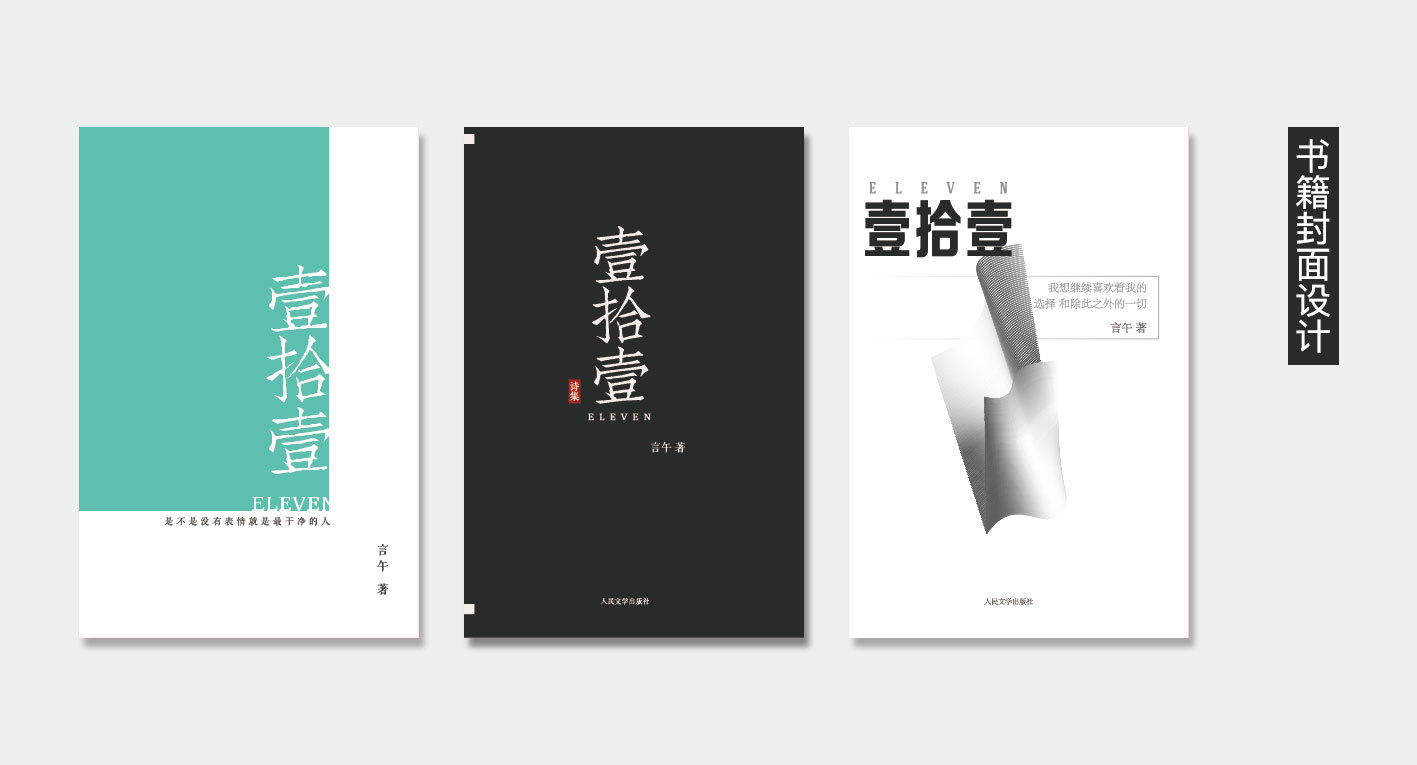 壹拾壹
ELEVEN
是不是没有表情就是最干净的人
言午 著
壹拾壹
诗集
ELEVEN
言午 著
人民文学出版社
ELEVEN
壹拾壹
我想继续喜欢着我的
选择 和除此之外的一切
言午 著
人民文学出版社
书籍封面设计